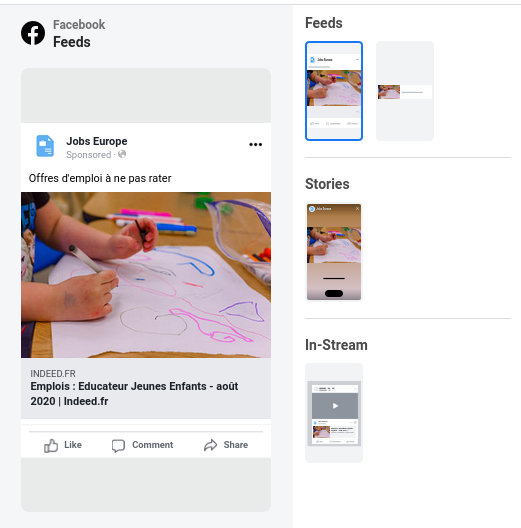 Facebook
Feeds
Jobs Europe
Sponsored ·
Offres d'emploi à ne pas rater
INDEED.FR
Emplois : Educateur Jeunes Enfants - août
2020 | Indeed.fr
Like
Comment
Share
Feeds
Stories
In-Stream